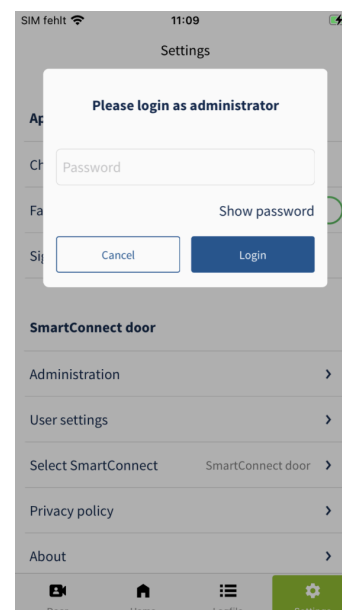 SIM fehlt 11:09
Settings
Please login as administrator
Password
Show password
Cancel Login
SmartConnect door
Administration
User settings
Select SmartConnect SmartConnect door
Privacy policy
About